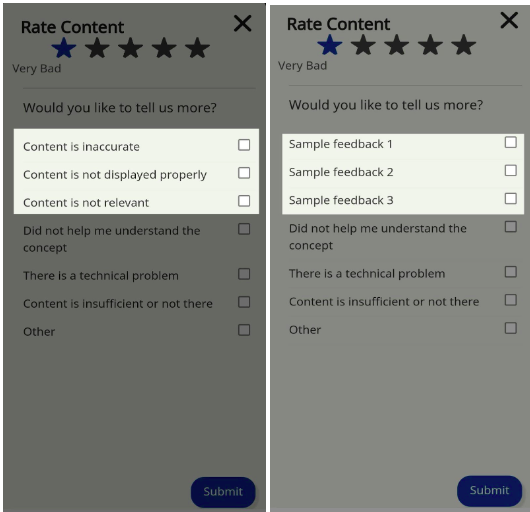 Rate Content
Very Bad
Would you like to tell us more?
Content is inaccurate
Content is not displayed properly
Content is not relevant
Did not help me understand the
concept
There is a technical problem
Content is insufficient or not there
Other
Submit
Rate Content
Very Bad
Would you like to tell us more?
Sample feedback 1
Sample feedback 2
Sample feedback 3
Did not help me understand the
concept
There is a technical problem
Content is insufficient or not there
Other
Submit